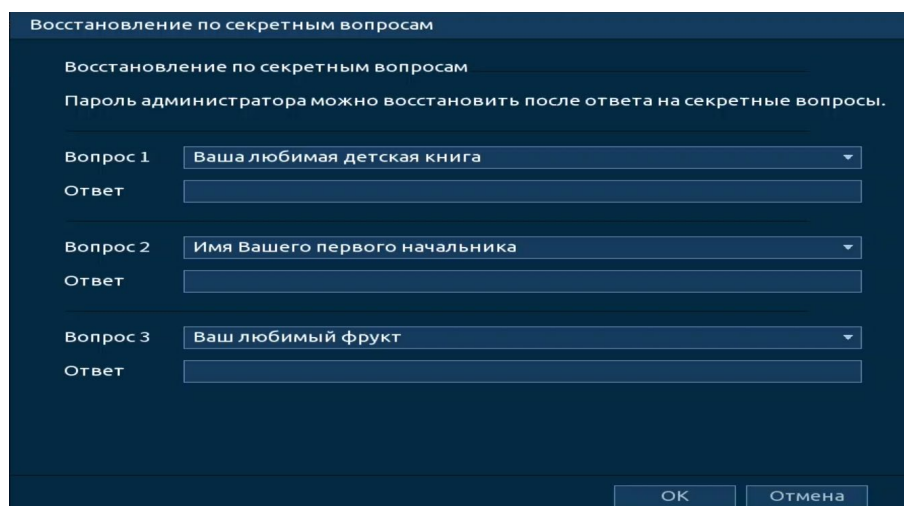 Восстановление по секретным вопросам
Восстановление по секретным вопросам
Пароль администратора можно восстановить после ответа на секретные вопросы.
Вопрос 1 Ваша любимая детская книга
Ответ
Вопрос 2 Имя Вашего первого начальника
Ответ
Вопрос 3 Ваш любимый фрукт
Ответ
ОК Отмена